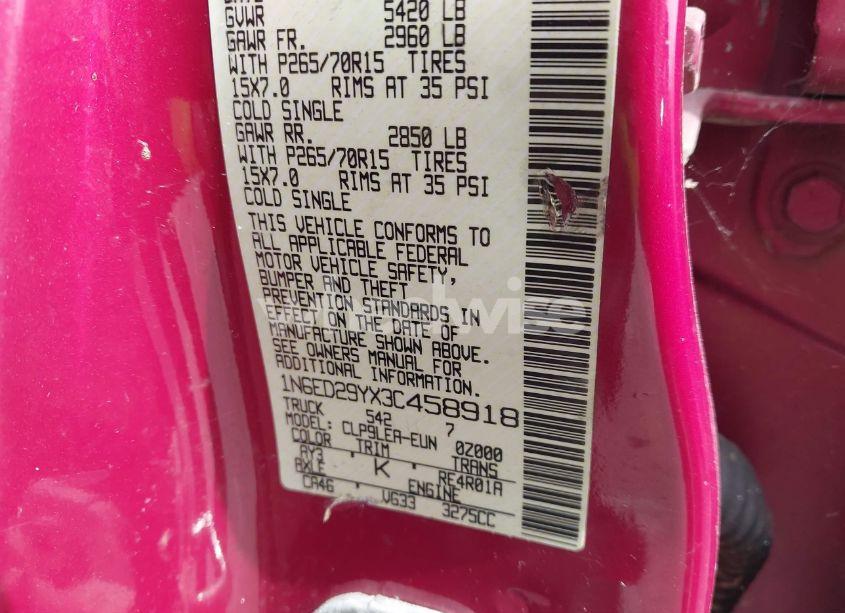 GVWR 5420 LB
GAWR FR. 2960 LB
WITH P265/70R15 TIRES
15X7.0 RIMS AT 35 PSI
COLD SINGLE
GAWR RR. 2850 LB
WITH P265/70R15 TIRES
15X7.0 RIMS AT 35 PSI
COLD SINGLE
THIS VEHICLE CONFORMS TO
ALL APPLICABLE FEDERAL
MOTOR VEHICLE SAFETY,
BUMPER AND THEFT
PREVENTION STANDARDS IN
EFFECT ON THE DATE OF
MANUFACTURE SHOWN ABOVE.
SEE OWNERS MANUAL FOR
ADDITIONAL INFORMATION.
1N6ED29YX3C458918
TRUCK 542 7
MODEL: CLP9LEA-EUN 0Z000
COLOR TRIM TRANS
AY3 K RE4R01A
AXLE ENGINE
CA46 VG33 3275CC